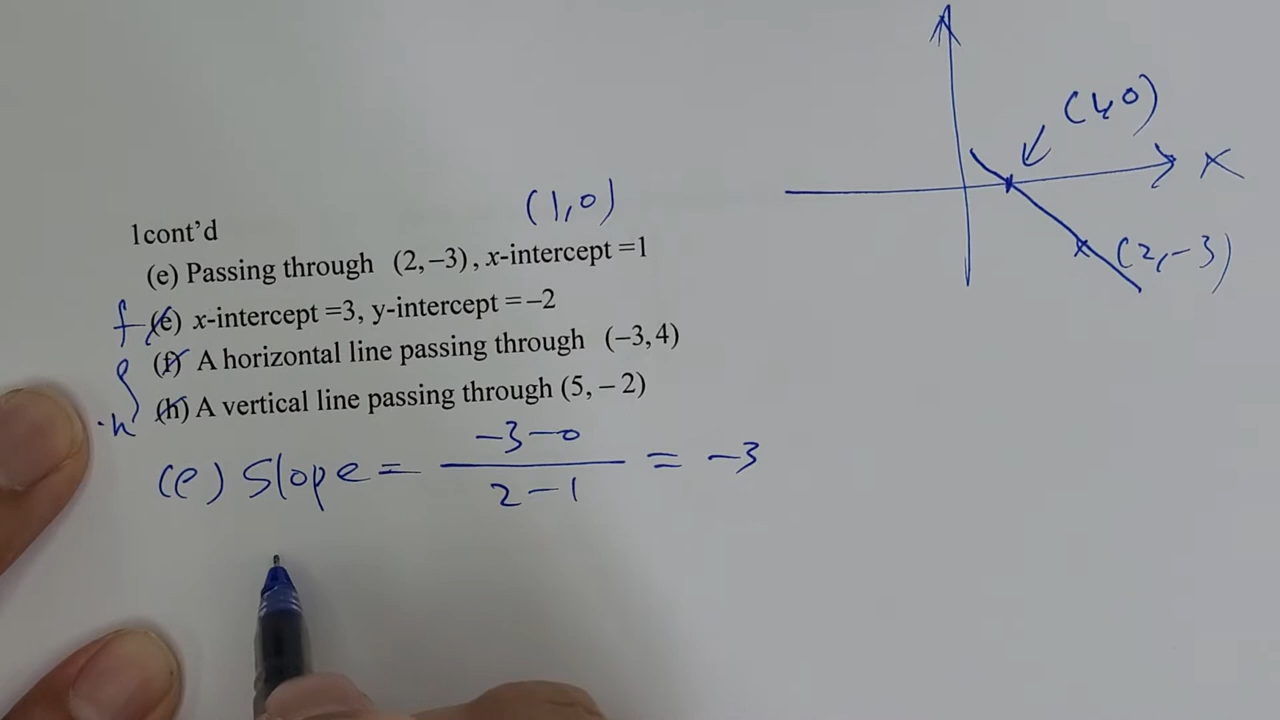 (1,0)
1cont'd
(e) Passing through (2,−3), x-intercept =1
f (e) x-intercept =3, y-intercept =−2
g (f) A horizontal line passing through (−3,4)
h (h) A vertical line passing through (5, −2)
(e) Slope = −3−0 / 2−1 = −3
(1,0)
X
(2,−3)